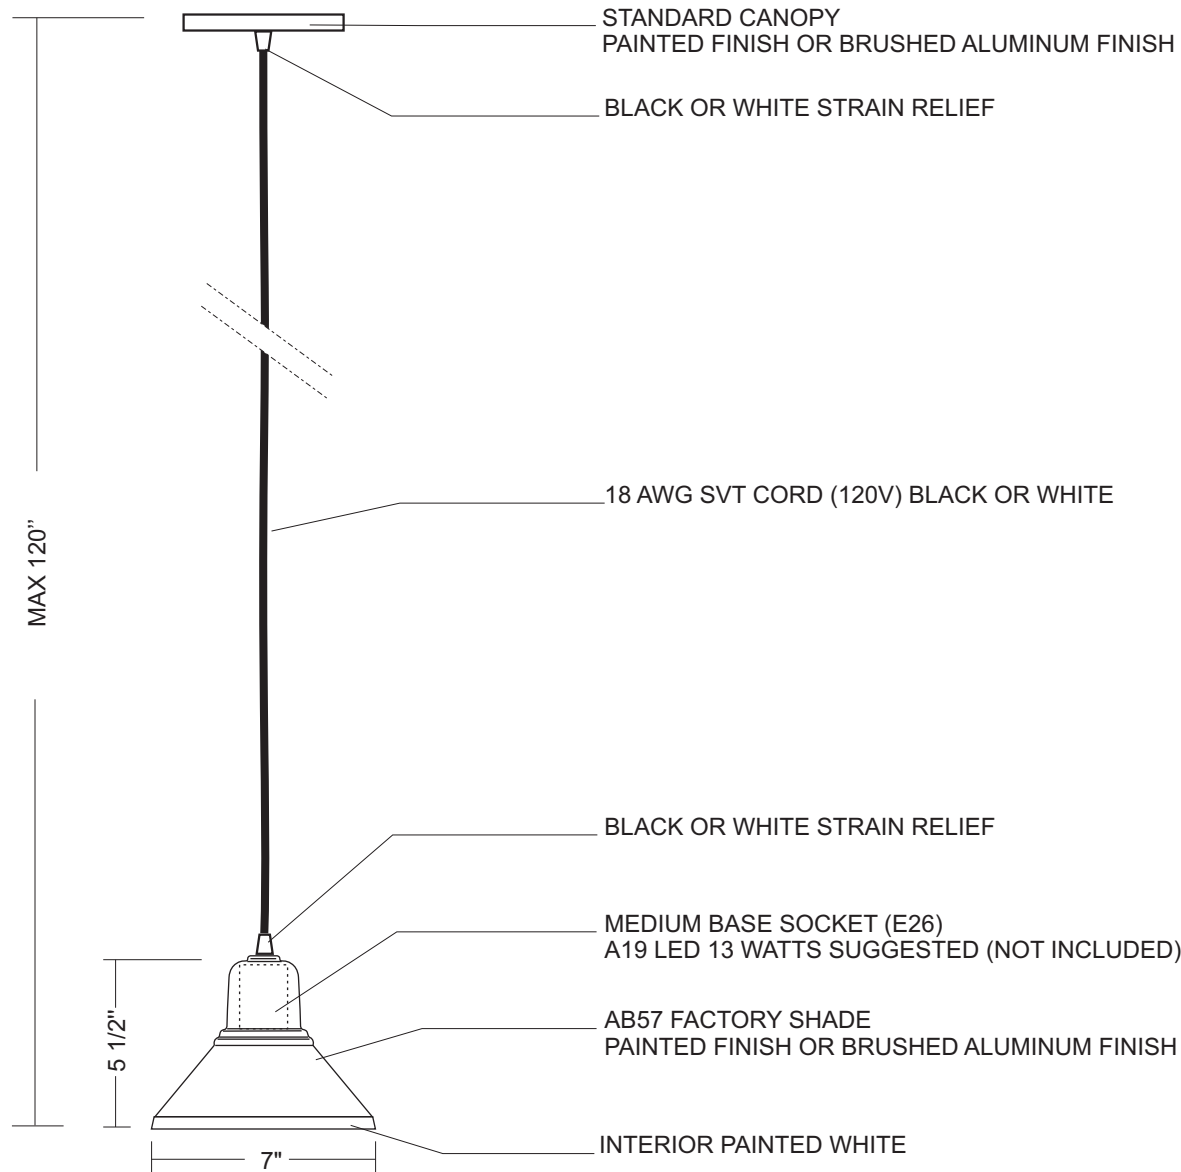 STANDARD CANOPY
PAINTED FINISH OR BRUSHED ALUMINUM FINISH
BLACK OR WHITE STRAIN RELIEF
18 AWG SVT CORD (120V) BLACK OR WHITE
MAX 120”
BLACK OR WHITE STRAIN RELIEF
MEDIUM BASE SOCKET (E26)
A19 LED 13 WATTS SUGGESTED (NOT INCLUDED)
AB57 FACTORY SHADE
PAINTED FINISH OR BRUSHED ALUMINUM FINISH
5 1/2"
INTERIOR PAINTED WHITE
7"